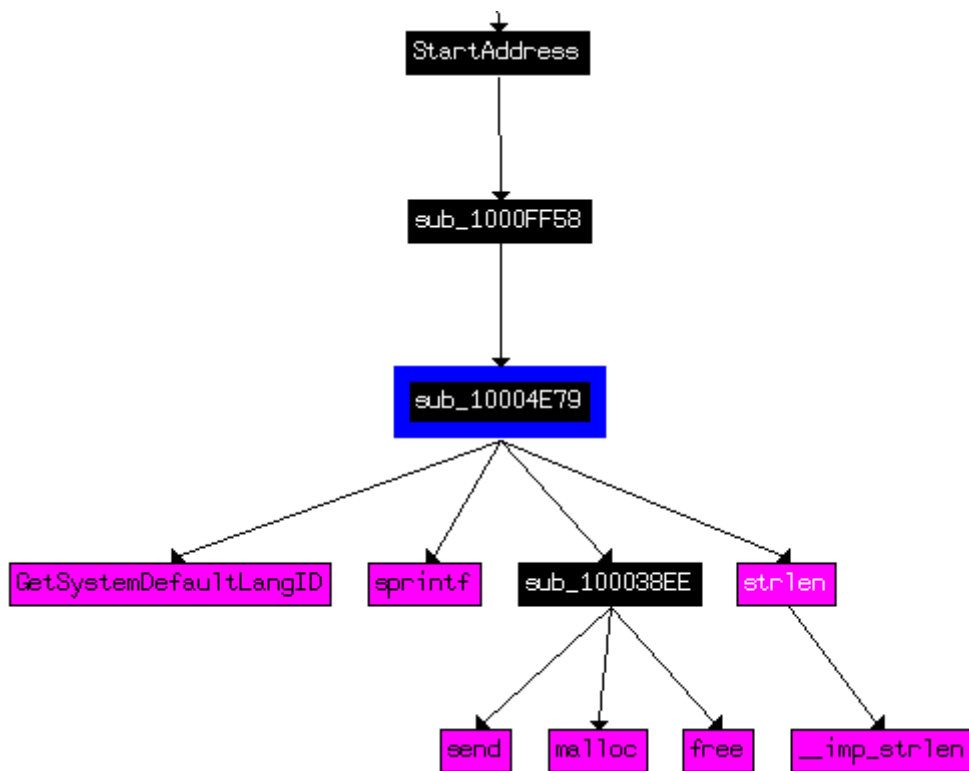 StartAddress
sub_1000FF58
sub_10004E79
GetSystemDefaultLangID
sprintf
sub_100038EE
strlen
send
malloc
free
__imp_strlen